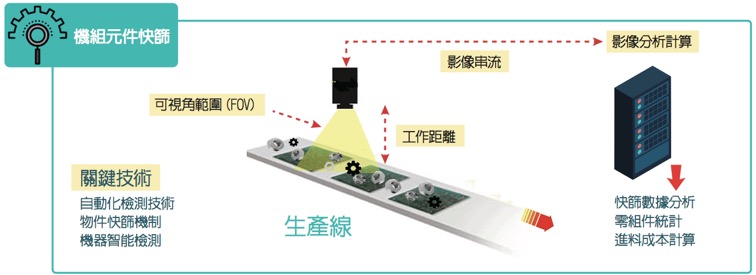 機組元件快篩
影像分析計算
影像串流
可視角範圍 (FOV)
工作距離
關鍵技術
自動化檢測技術
物件快篩機制
機器智能檢測
生產線
快篩數據分析
零組件統計
進料成本計算